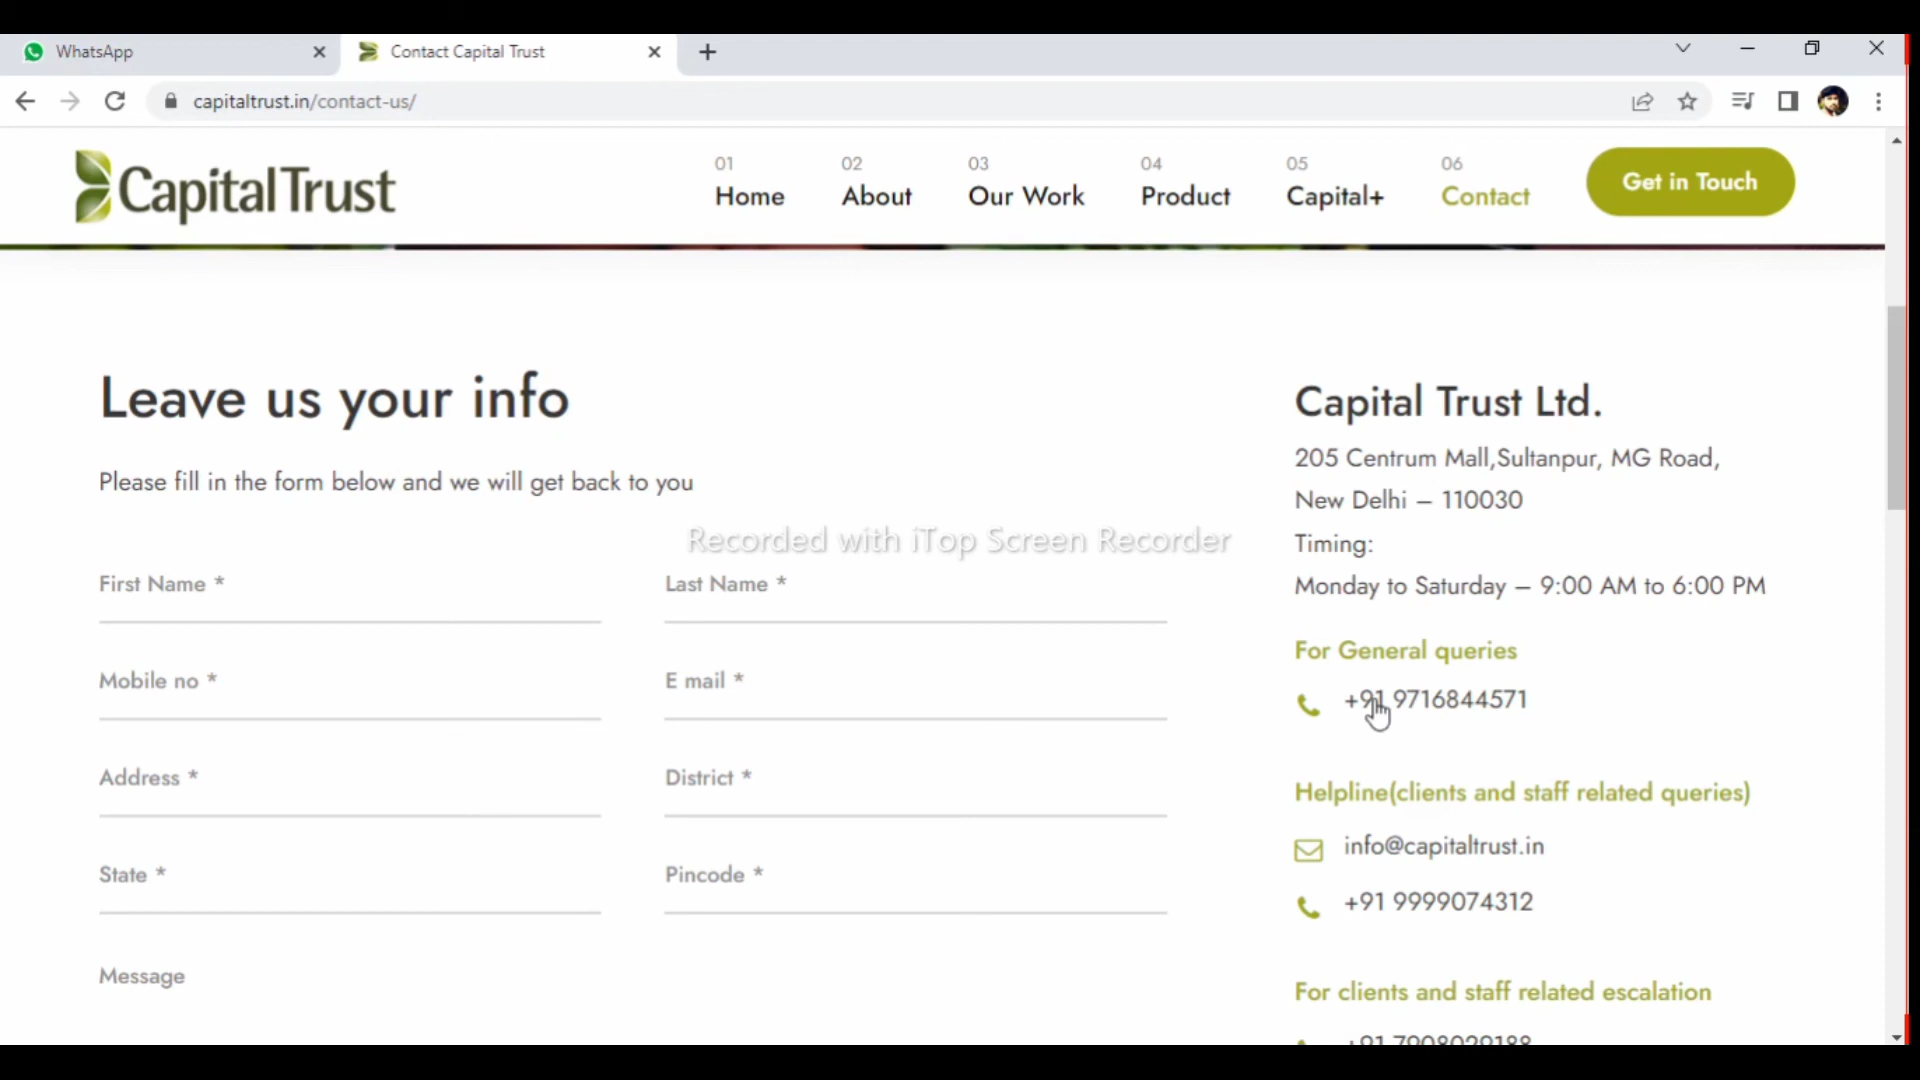 WhatsApp
Contact Capital Trust
capitaltrust.in/contact-us/
CapitalTrust
01
Home
02
About
03
Our Work
04
Product
05
Capital+
06
Contact
Get in Touch
Leave us your info
Please fill in the form below and we will get back to you
First Name *
Last Name *
Mobile no *
E mail *
Address *
District *
State *
Pincode *
Message
Recorded with iTop Screen Recorder
Capital Trust Ltd.
205 Centrum Mall,Sultanpur, MG Road,
New Delhi – 110030
Timing:
Monday to Saturday – 9:00 AM to 6:00 PM
For General queries
+91 9716844571
Helpline(clients and staff related queries)
info@capitaltrust.in
+91 9999074312
For clients and staff related escalation